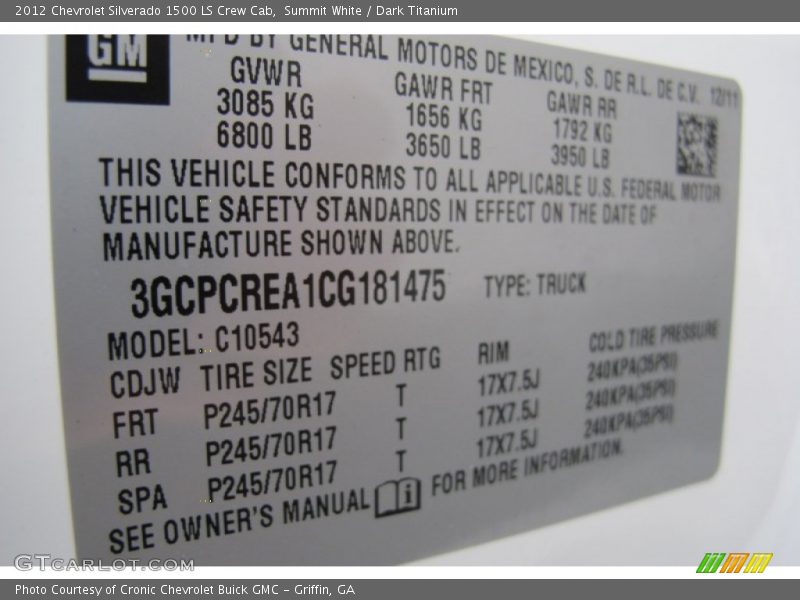 2012 Chevrolet Silverado 1500 LS Crew Cab, Summit White / Dark Titanium
GM
MFD BY GENERAL MOTORS DE MEXICO, S. DE R.L. DE C.V. 12/11
GVWR GAWR FRT GAWR RR
3085 KG 1656 KG 1792 KG
6800 LB 3650 LB 3950 LB
THIS VEHICLE CONFORMS TO ALL APPLICABLE U.S. FEDERAL MOTOR
VEHICLE SAFETY STANDARDS IN EFFECT ON THE DATE OF
MANUFACTURE SHOWN ABOVE.
3GCPCREA1CG181475 TYPE: TRUCK
MODEL: C10543
CDJW TIRE SIZE SPEED RTG RIM COLD TIRE PRESSURE
FRT P245/70R17 T 17X7.5J 240KPA(35PSI)
RR P245/70R17 T 17X7.5J 240KPA(35PSI)
SPA P245/70R17 T 17X7.5J 240KPA(35PSI)
SEE OWNER'S MANUAL i FOR MORE INFORMATION.
GTCARLOT.COM
Photo Courtesy of Cronic Chevrolet Buick GMC - Griffin, GA